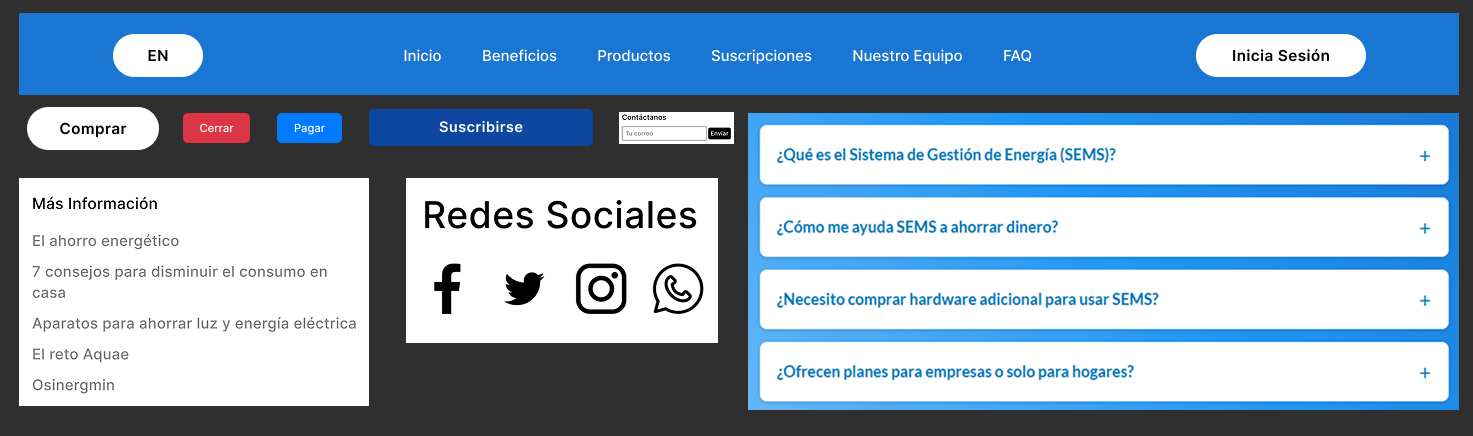 EN
Inicio
Beneficios
Productos
Suscripciones
Nuestro Equipo
FAQ
Inicia Sesión
Comprar
Cerrar
Pagar
Suscribirse
Contáctanos
Tu correo
Enviar
Más Información
El ahorro energético
7 consejos para disminuir el consumo en
casa
Aparatos para ahorrar luz y energía eléctrica
El reto Aquae
Osinergmin
Redes Sociales
¿Qué es el Sistema de Gestión de Energía (SEMS)?
+
¿Cómo me ayuda SEMS a ahorrar dinero?
+
¿Necesito comprar hardware adicional para usar SEMS?
+
¿Ofrecen planes para empresas o solo para hogares?
+